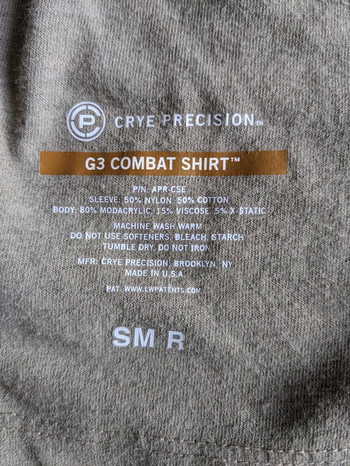 P CRYE PRECISION™
G3 COMBAT SHIRT™
P/N: APR-CSE
SLEEVE: 50% NYLON 50% COTTON
BODY: 80% MODACRYLIC 15% VISCOSE 5% X-STATIC
MACHINE WASH WARM
DO NOT USE SOFTENERS, BLEACH, STARCH
TUMBLE DRY, DO NOT IRON
MFR: CRYE PRECISION, BROOKLYN, NY
MADE IN U.S.A.
PAT. WWW.LWPATENTS.COM
SM R